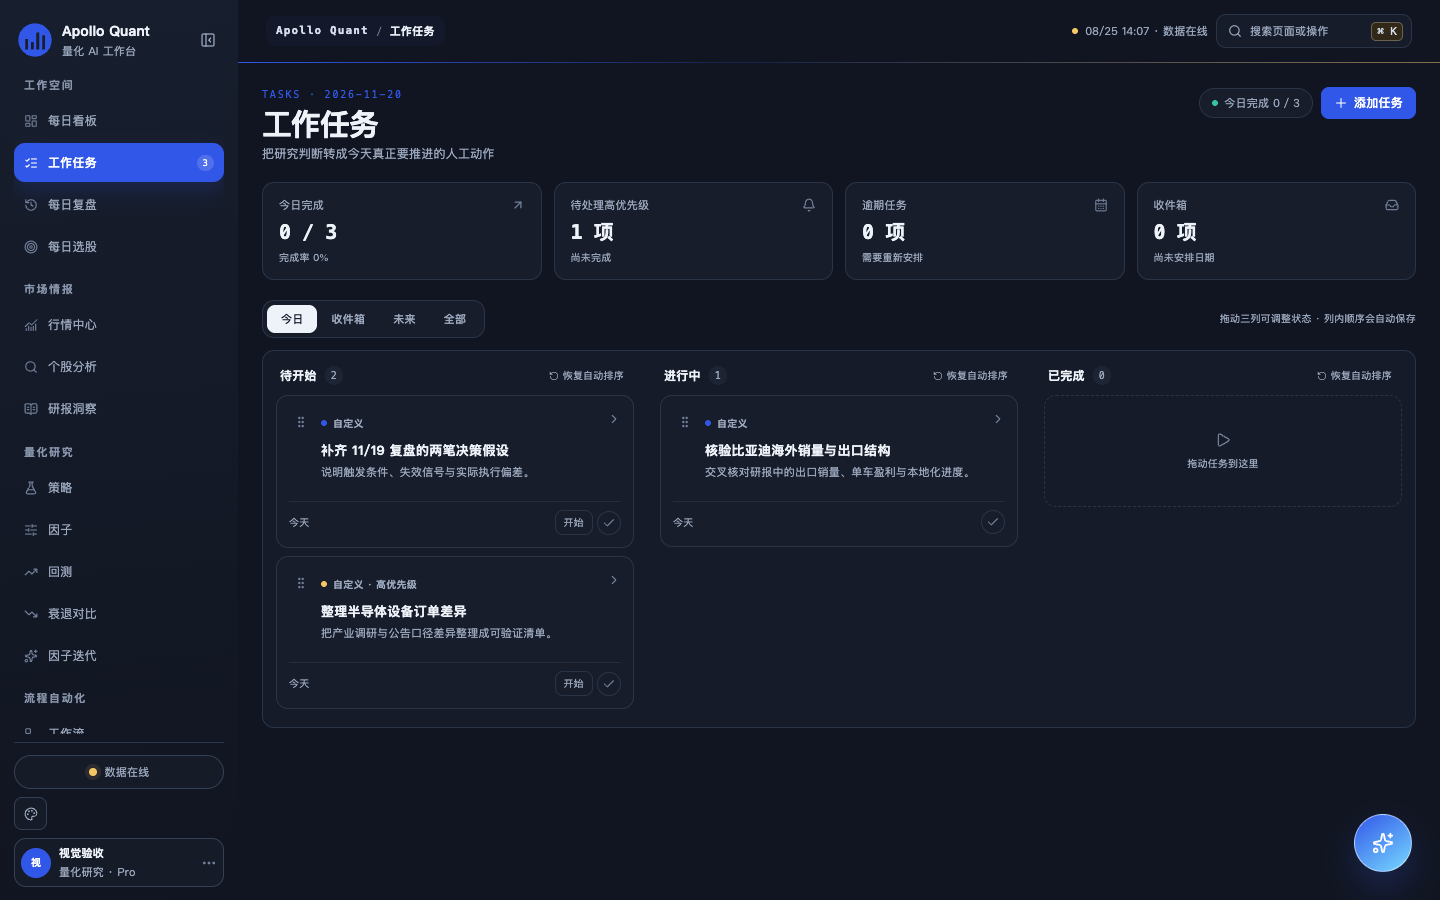 Apollo Quant
量化 AI 工作台
工作空间
每日看板
工作任务 3
每日复盘
每日选股
市场情报
行情中心
个股分析
研报洞察
量化研究
策略
因子
回测
衰退对比
因子迭代
流程自动化
工作流
数据在线
视
视觉验收
量化研究 · Pro
Apollo Quant / 工作任务
08/25 14:07 · 数据在线
搜索页面或操作 ⌘ K
TASKS · 2026-11-20
工作任务
把研究判断转成今天真正要推进的人工动作
今日完成 0 / 3
添加任务
今日完成
0 / 3
完成率 0%
待处理高优先级
1 项
尚未完成
逾期任务
0 项
需要重新安排
收件箱
0 项
尚未安排日期
今日 收件箱 未来 全部
拖动三列可调整状态 · 列内顺序会自动保存
待开始 2 恢复自动排序
自定义
补齐 11/19 复盘的两笔决策假设
说明触发条件、失效信号与实际执行偏差。
今天 开始
自定义 · 高优先级
整理半导体设备订单差异
把产业调研与公告口径差异整理成可验证清单。
今天 开始
进行中 1 恢复自动排序
自定义
核验比亚迪海外销量与出口结构
交叉核对研报中的出口销量、单车盈利与本地化进度。
今天
已完成 0 恢复自动排序
拖动任务到这里